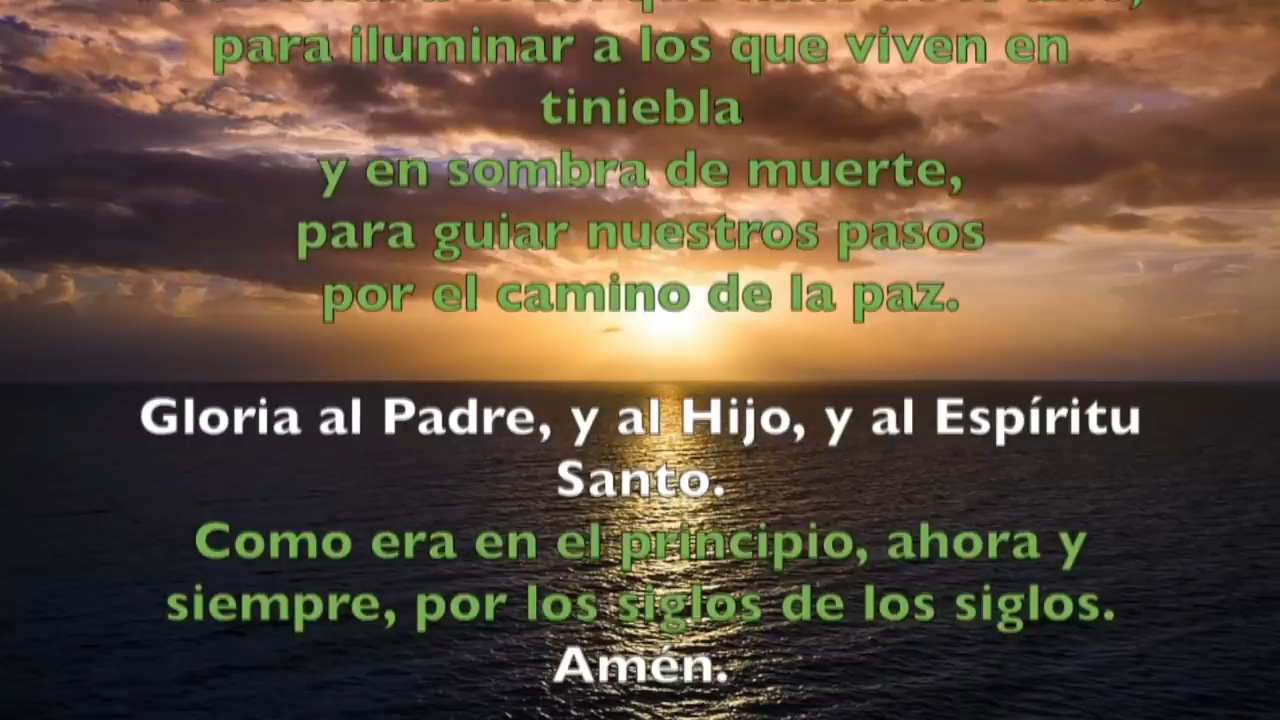 para iluminar a los que viven en
tiniebla
y en sombra de muerte,
para guiar nuestros pasos
por el camino de la paz.
Gloria al Padre, y al Hijo, y al Espíritu
Santo.
Como era en el principio, ahora y
siempre, por los siglos de los siglos.
Amén.